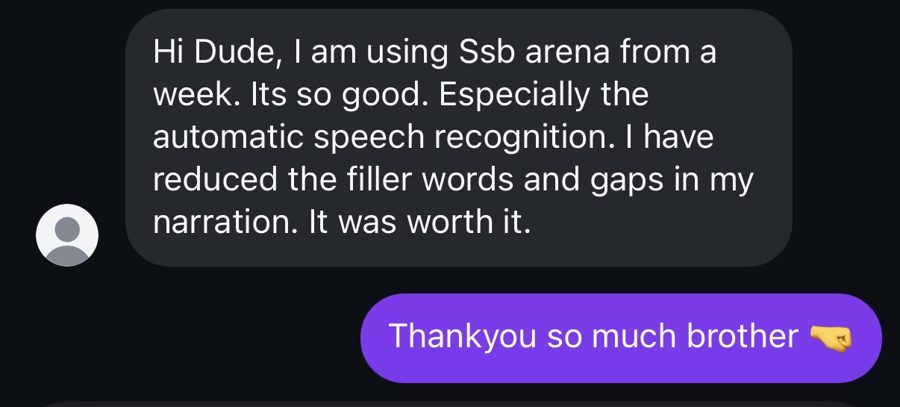 Hi Dude, I am using Ssb arena from a
week. Its so good. Especially the
automatic speech recognition. I have
reduced the filler words and gaps in my
narration. It was worth it.
Thankyou so much brother 🤜